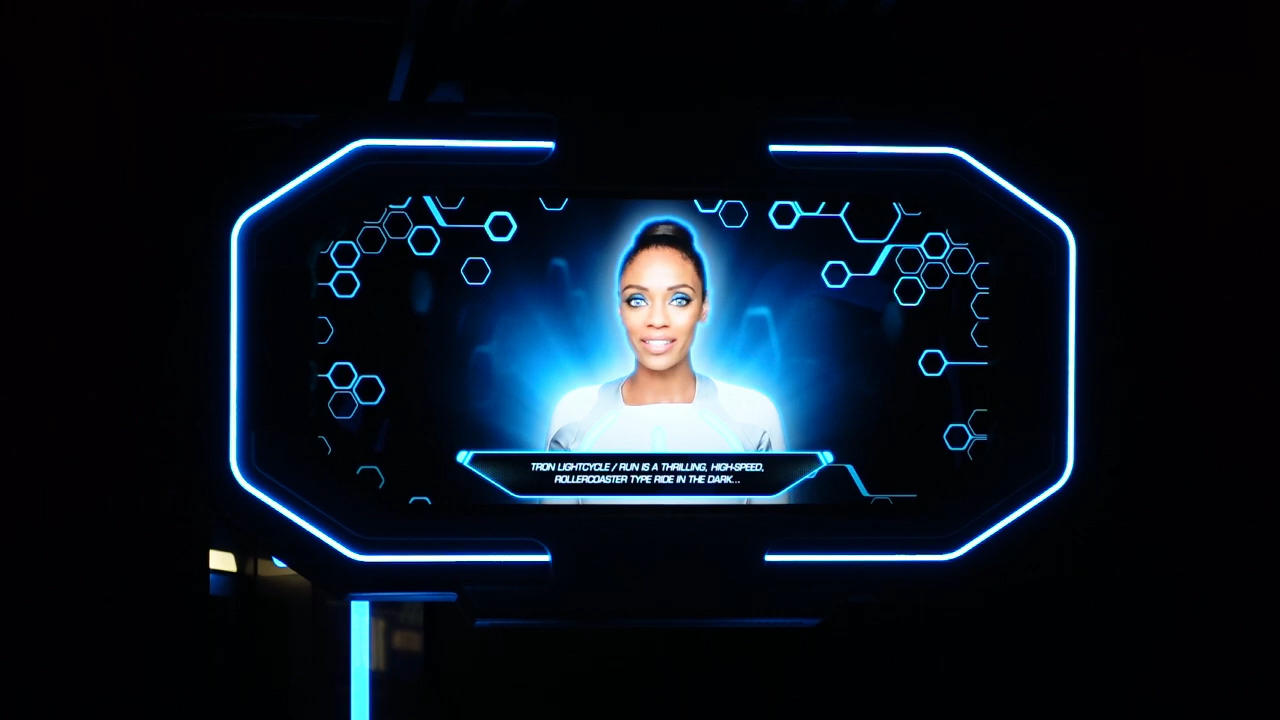 TRON LIGHTCYCLE / RUN IS A THRILLING, HIGH-SPEED,
ROLLERCOASTER TYPE RIDE IN THE DARK...